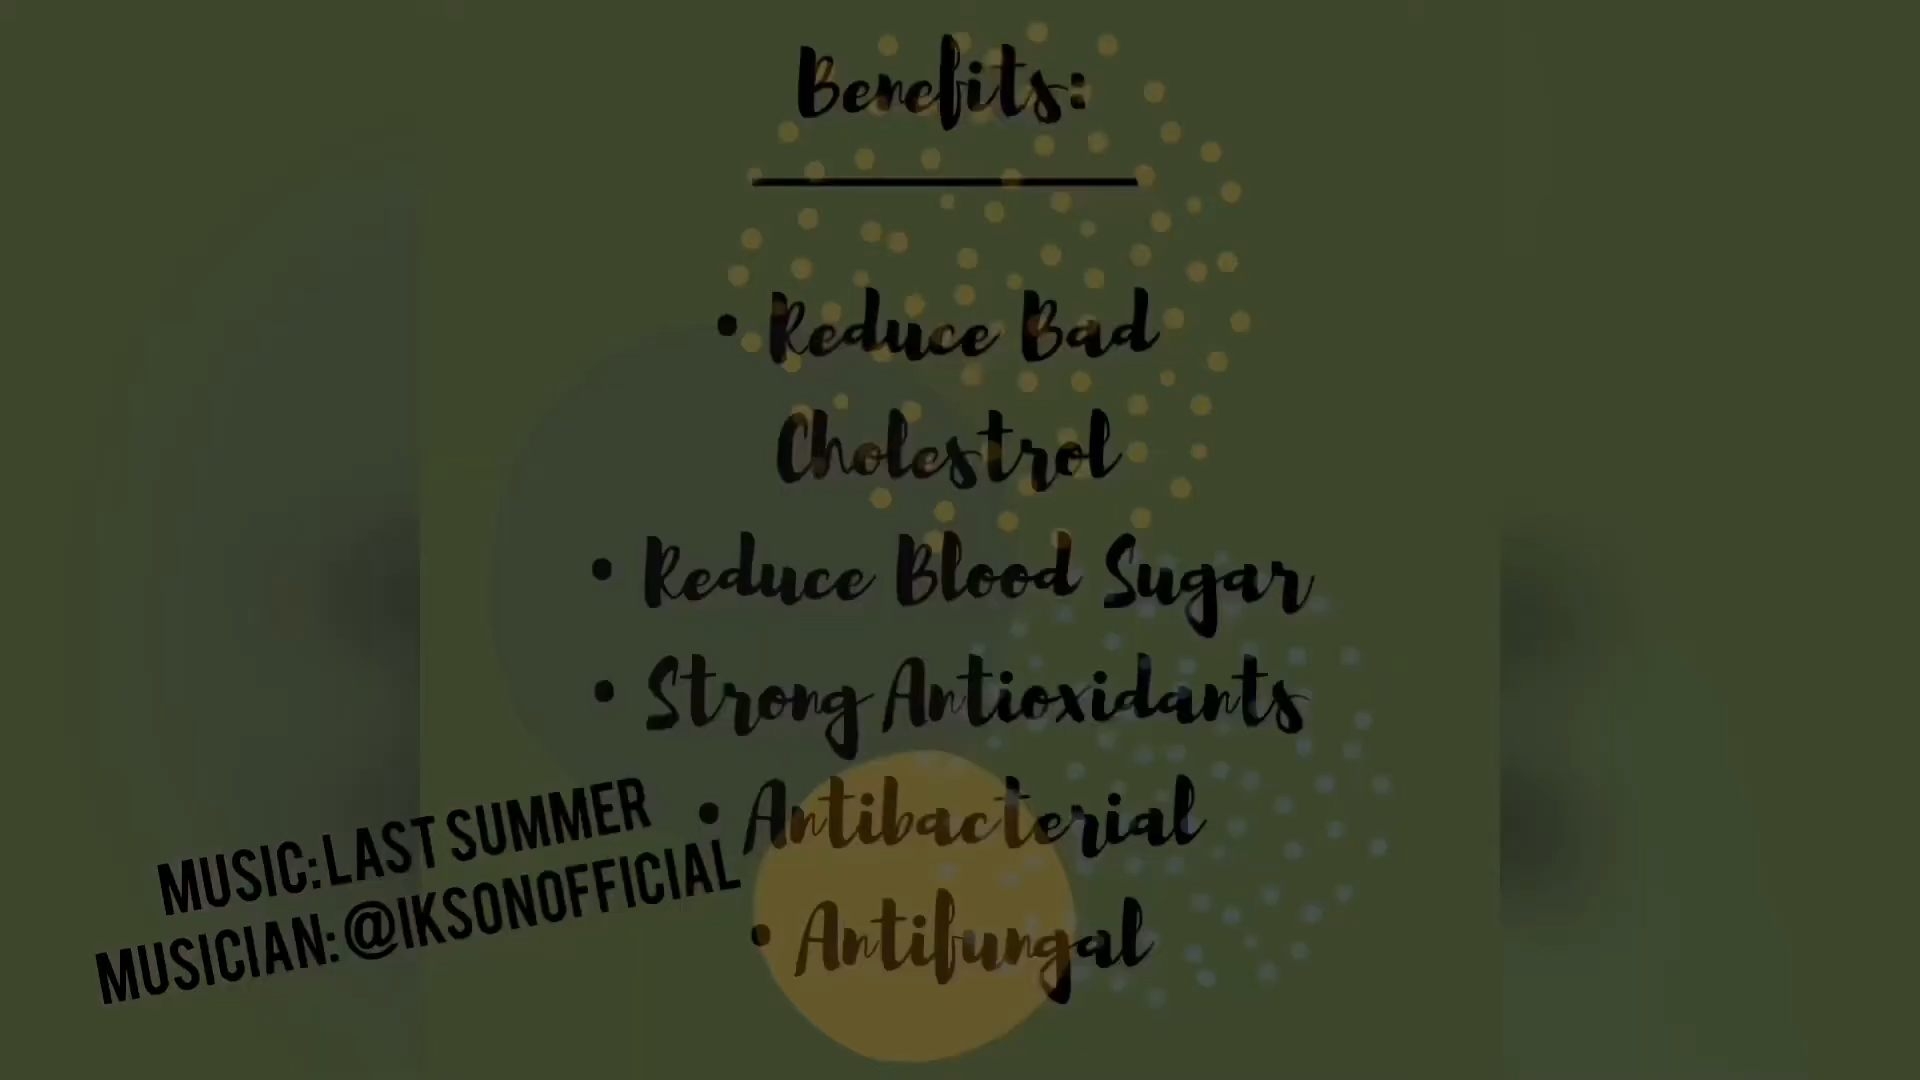 Benefits:
• Reduce Bad
Cholestrol
• Reduce Blood Sugar
• Strong Antioxidants
• Antibacterial
• Antifungal
MUSIC: LAST SUMMER
MUSICIAN: @IKSONOFFICIAL